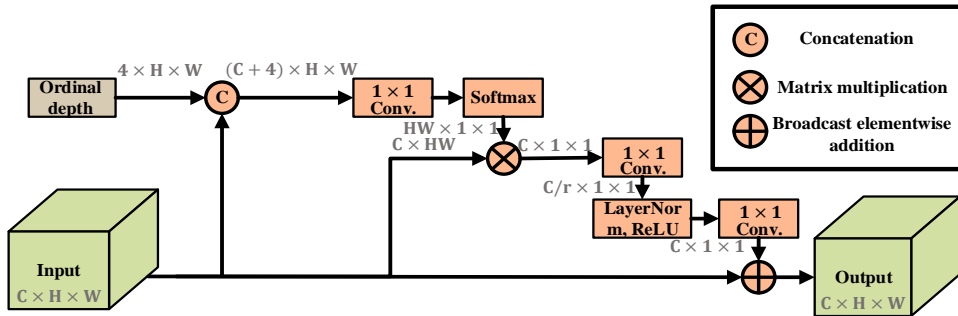 C
Concatenation
Matrix multiplication
Broadcast elementwise
addition
Ordinal
depth
4 × H × W
C
(C + 4) × H × W
1 × 1
Conv.
Softmax
HW × 1 × 1
C × HW
C × 1 × 1
1 × 1
Conv.
C/r × 1 × 1
LayerNor
m, ReLU
1 × 1
Conv.
C × 1 × 1
Input
C × H × W
Output
C × H × W